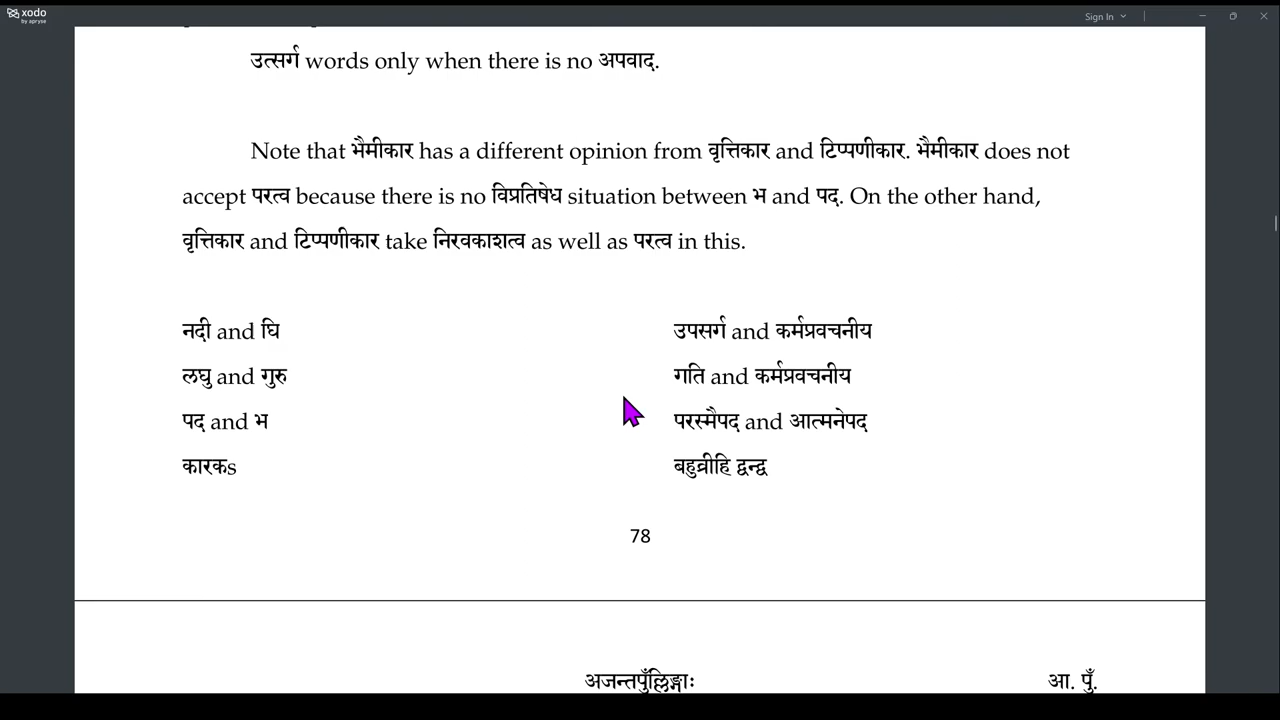 xodo
by apryse
Sign In
उत्सर्ग words only when there is no अपवाद.
Note that भैमीकार has a different opinion from वृत्तिकार and टिप्पणीकार. भैमीकार does not
accept परत्व because there is no विप्रतिषेध situation between भ and पद. On the other hand,
वृत्तिकार and टिप्पणीकार take निरवकाशत्व as well as परत्व in this.
नदी and घि
लघु and गुरु
पद and भ
कारकs
उपसर्ग and कर्मप्रवचनीय
गति and कर्मप्रवचनीय
परस्मैपद and आत्मनेपद
बहुव्रीहि द्वन्द्व
78
अजन्तपुँल्लिङ्गाः
आ. पुँ.